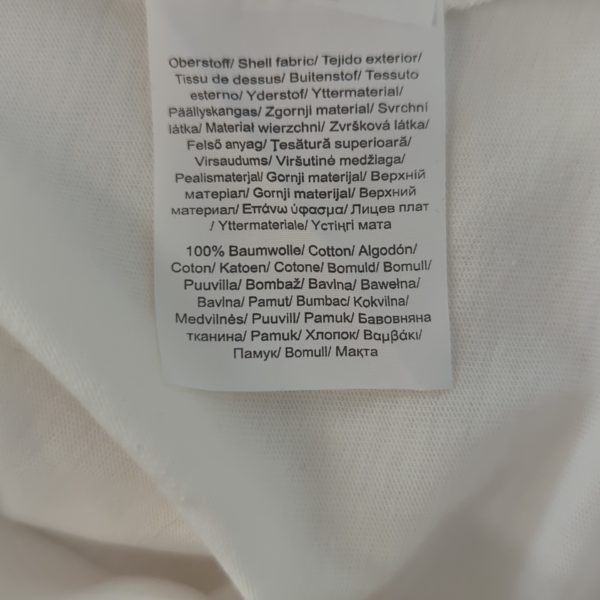 Oberstoff/ Shell fabric/ Tejido exterior/
Tissu de dessus/ Buitenstof/ Tessuto
esterno/ Yderstof/ Yttermaterial/
Päällyskangas/ Zgornji material/ Svrchní
látka/ Materiał wierzchni/ Zvršková látka/
Felső anyag/ Țesătură superioară/
Virsaudums/ Viršutinė medžiaga/
Pealismaterjal/ Gornji materijal/ Верхній
матеріал/ Gornji materijal/ Верхний
материал/ Επάνω ύφασμα/ Лицев плат
/ Yttermateriale/ Үстіңгі мата
100% Baumwolle/ Cotton/ Algodón/
Coton/ Katoen/ Cotone/ Bomuld/ Bomull/
Puuvilla/ Bombaž/ Bavlna/ Bawełna/
Bavlna/ Pamut/ Bumbac/ Kokvilna/
Medvilnės/ Puuvill/ Pamuk/ Бавовняна
тканина/ Pamuk/ Хлопок/ Βαμβάκι/
Памук/ Bomull/ Мақта